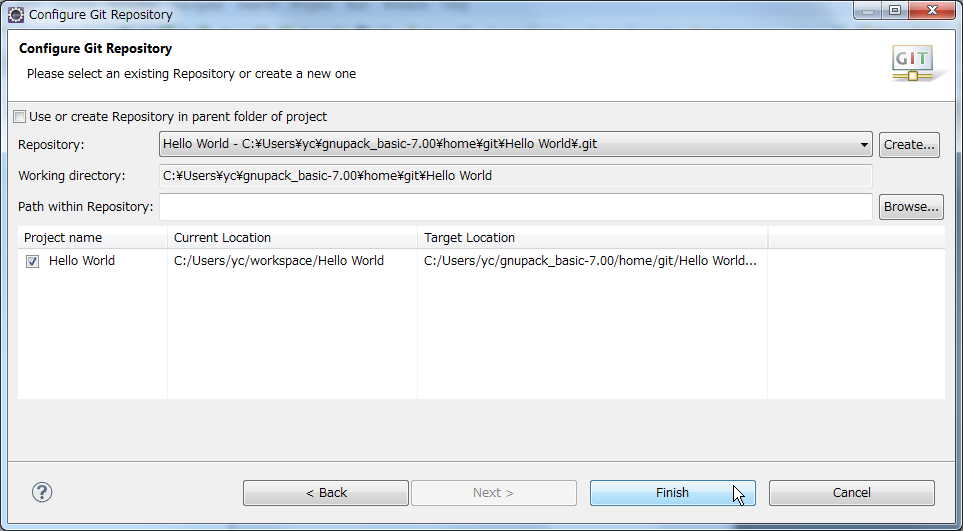 Configure Git Repository
Configure Git Repository
Please select an existing Repository or create a new one
GIT
Use or create Repository in parent folder of project
Repository: Hello World - C:¥Users¥yc¥gnupack_basic-7.00¥home¥git¥Hello World¥.git Create...
Working directory: C:¥Users¥yc¥gnupack_basic-7.00¥home¥git¥Hello World
Path within Repository: Browse...
Project name Current Location Target Location
Hello World C:/Users/yc/workspace/Hello World C:/Users/yc/gnupack_basic-7.00/home/git/Hello World...
< Back Next > Finish Cancel